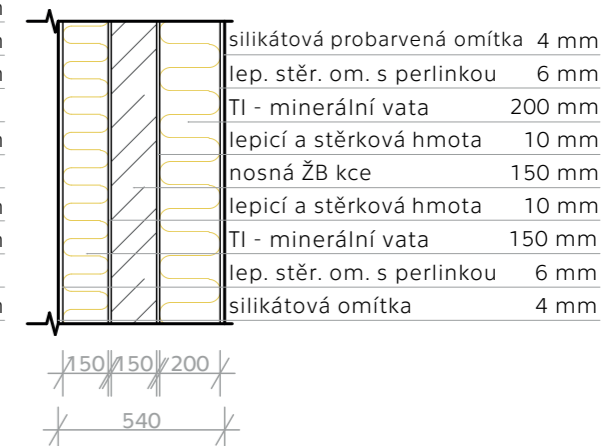 silikátová probarvená omítka 4 mm
lep. stěr. om. s perlinkou 6 mm
TI - minerální vata 200 mm
lepicí a stěrková hmota 10 mm
nosná ŽB kce 150 mm
lepicí a stěrková hmota 10 mm
TI - minerální vata 150 mm
lep. stěr. om. s perlinkou 6 mm
silikátová omítka 4 mm
150 150 200
540